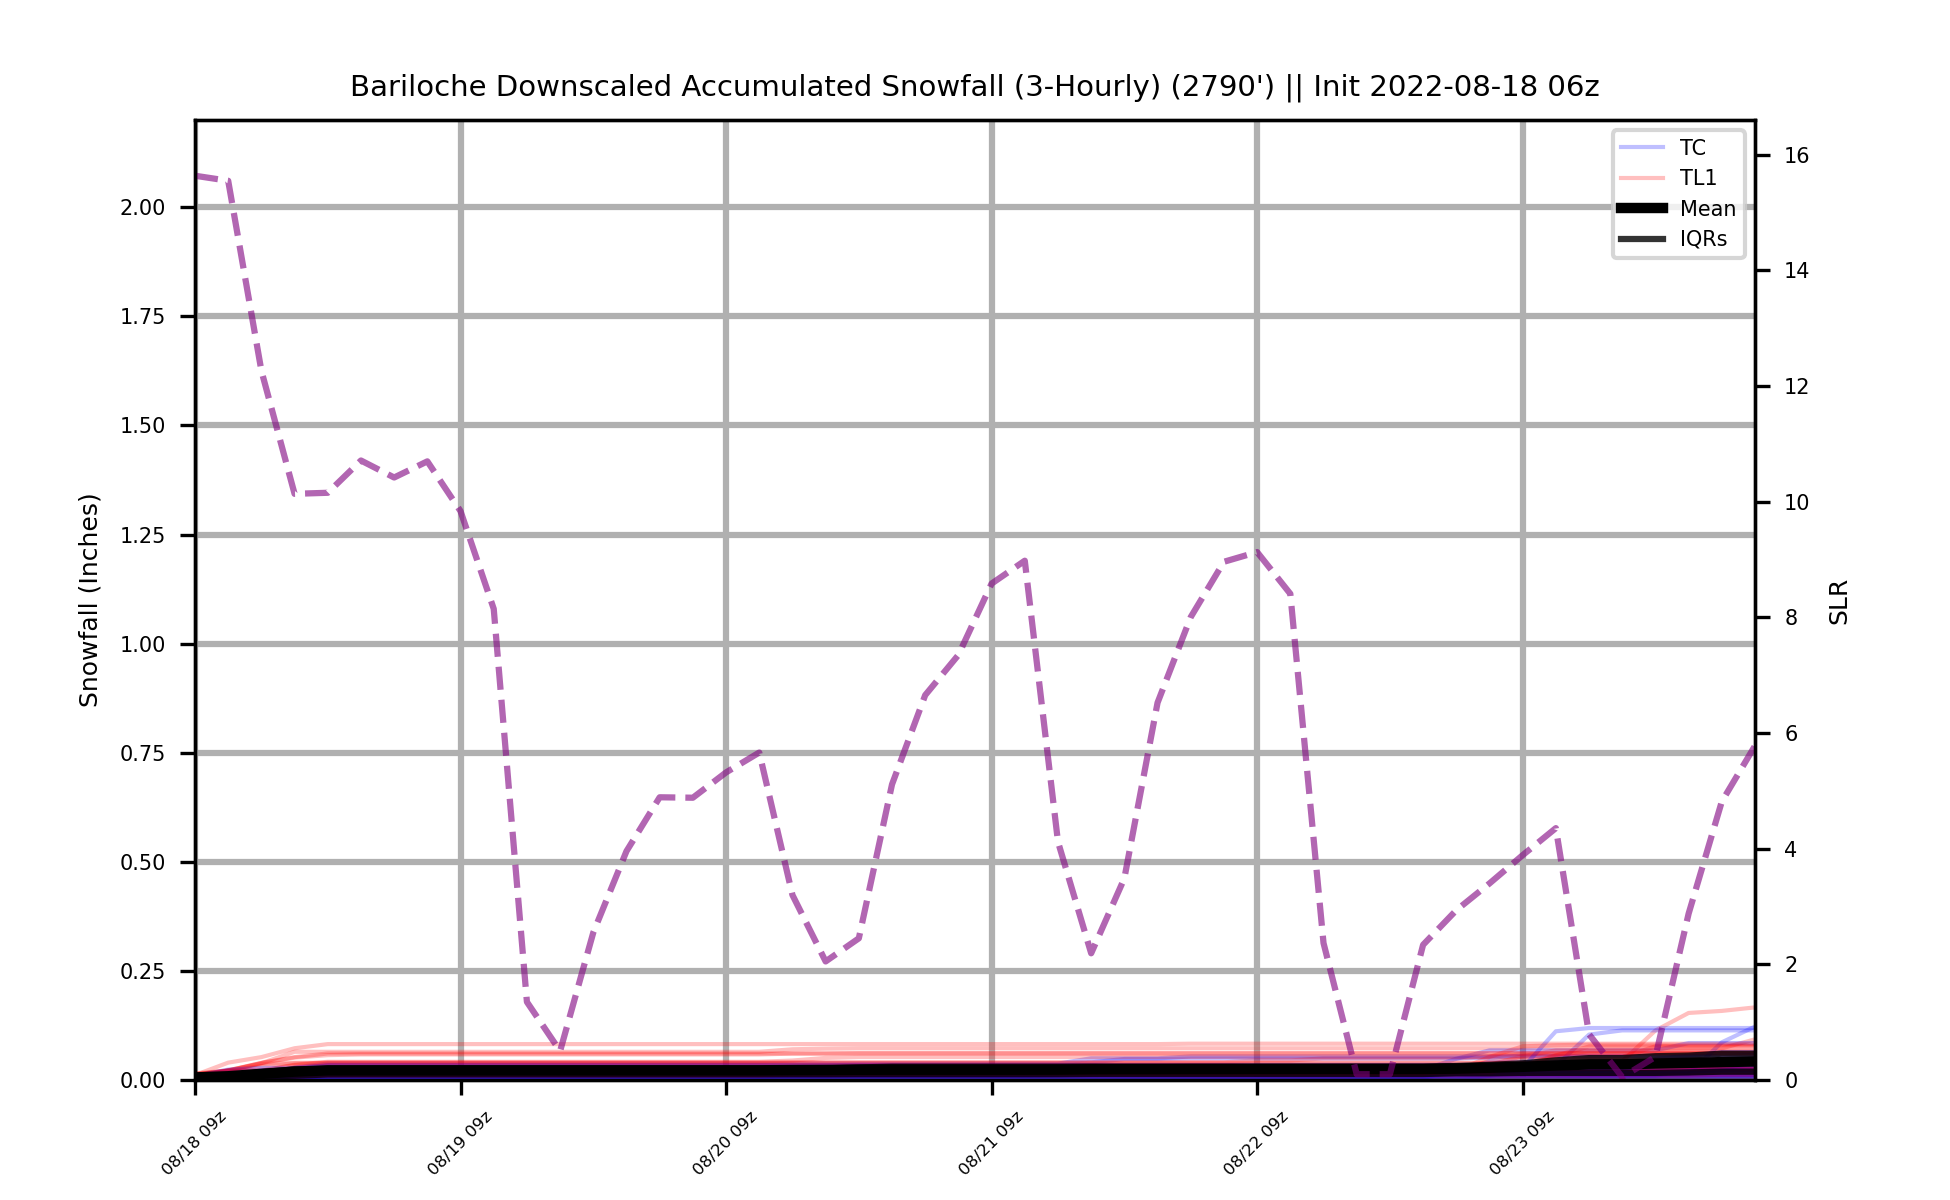 Bariloche Downscaled Accumulated Snowfall (3-Hourly) (2790') || Init 2022-08-18 06z
TC
TL1
Mean
IQRs
2.00
1.75
1.50
1.25
1.00
0.75
0.50
0.25
0.00
Snowfall (Inches)
16
14
12
10
8
6
4
2
0
SLR
08/18 09z
08/19 09z
08/20 09z
08/21 09z
08/22 09z
08/23 09z